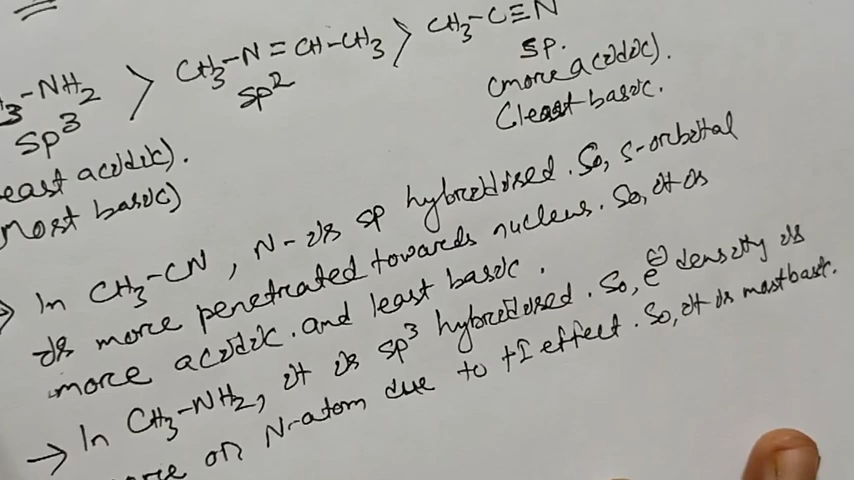 3-NH2 > CH3-N=CH-CH3 > CH3-C≡N
sp3 sp2 sp.
east acidic). (more acidic).
Most basic) (least basic.
In CH3-CN, N-is sp hybridised. So, s-orbital
is more penetrated towards nucleus. So, it is
more acidic. and least basic.
→ In CH3-NH2, it is sp3 hybridised. So, e⊖ density is
ore on N-atom due to +I effect. So, it is most basic.